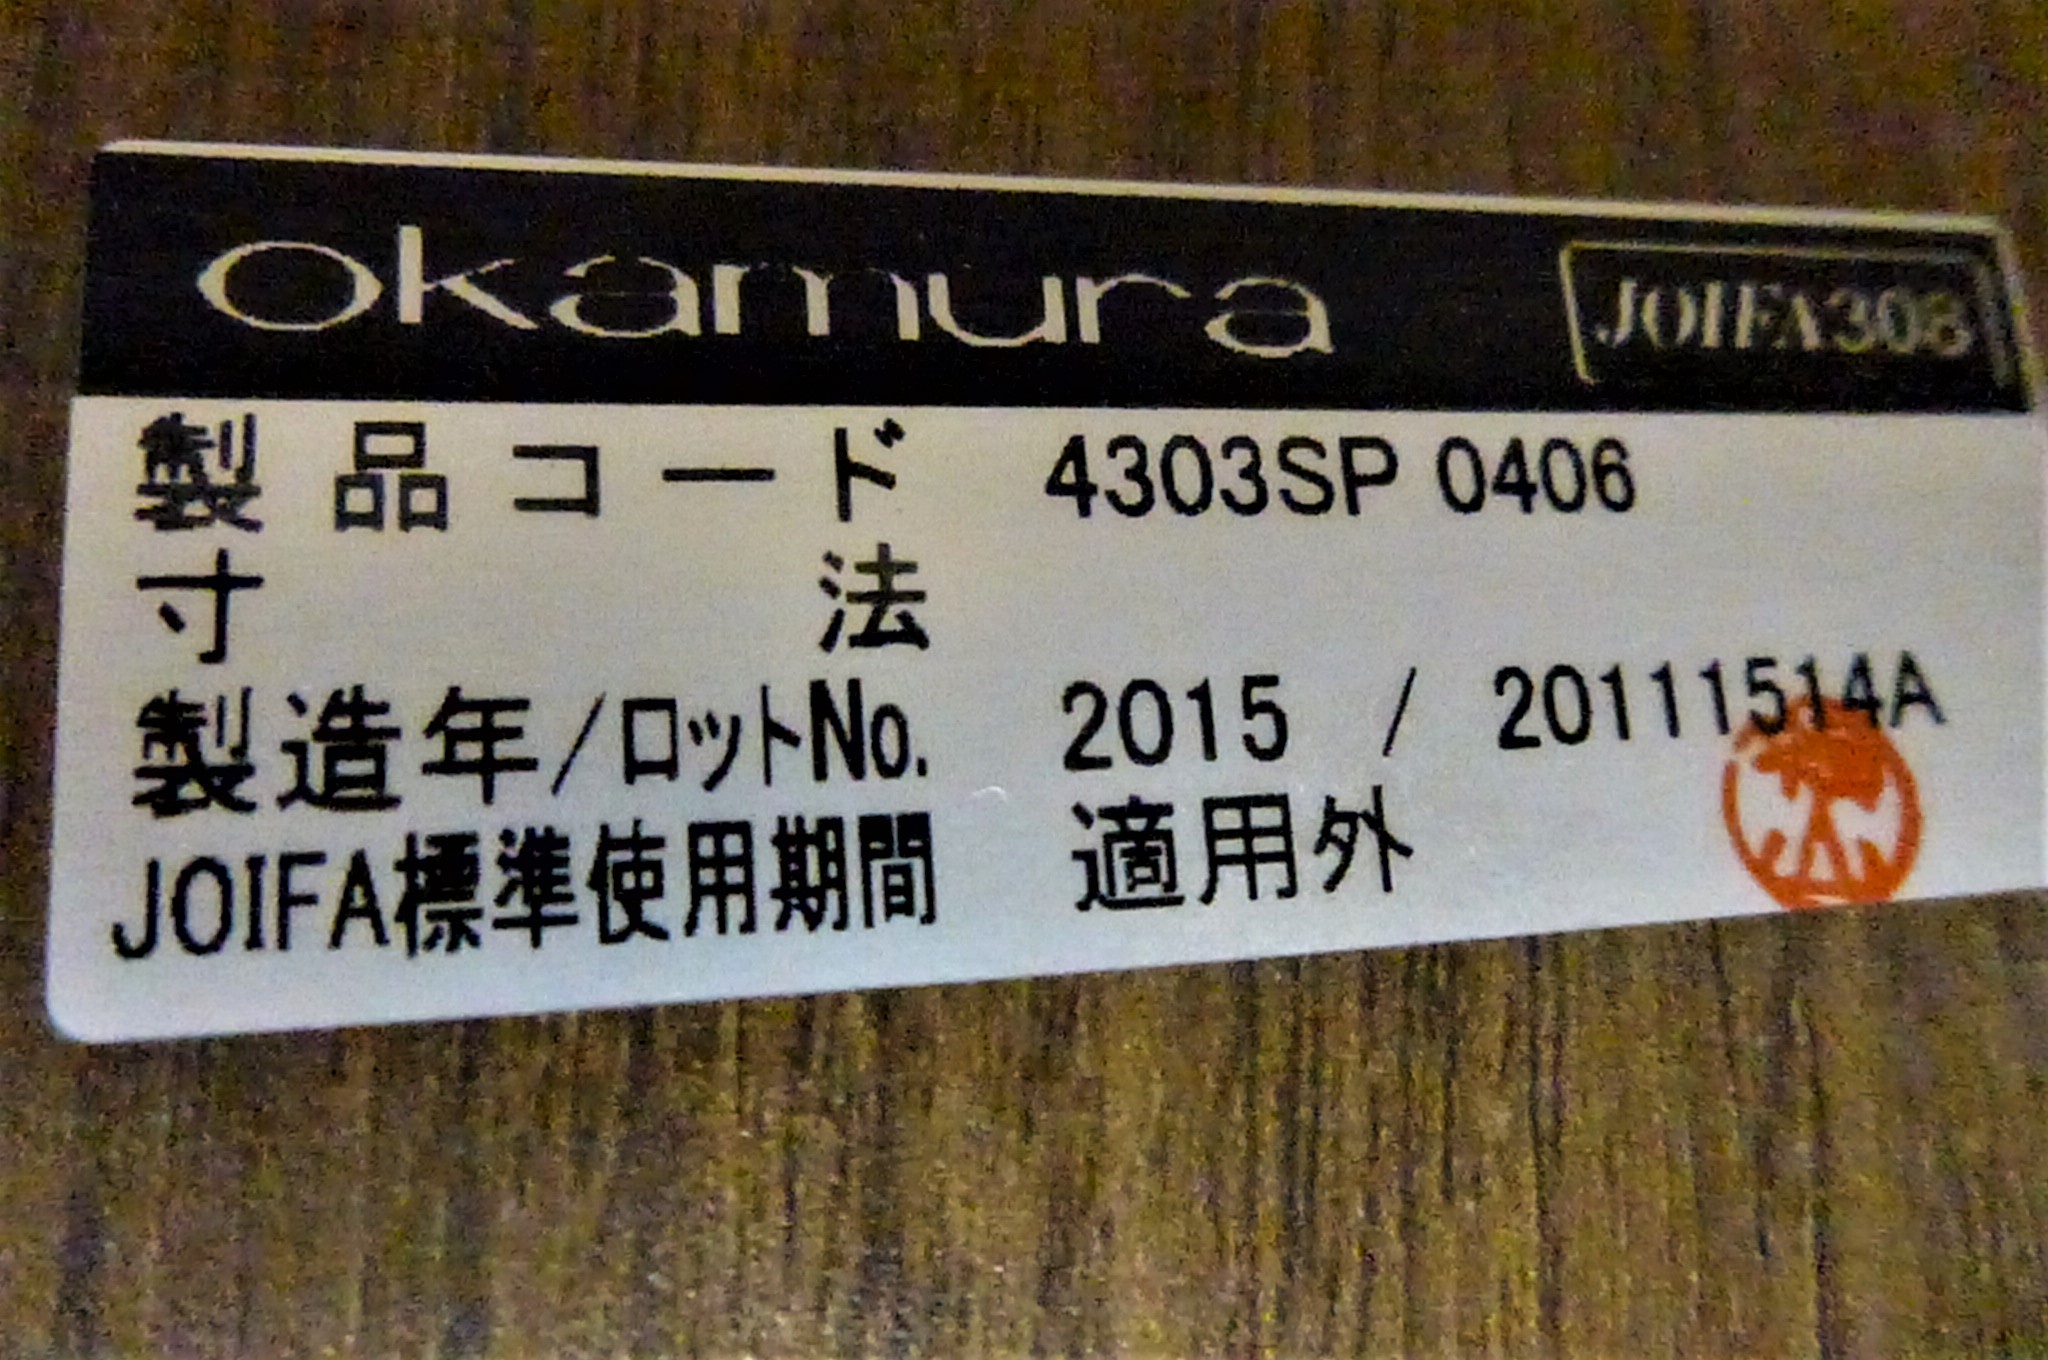 okamura JOIFA308
製品コード 4303SP 0406
寸法
製造年/ロットNo. 2015 / 20111514A
JOIFA標準使用期間 適用外